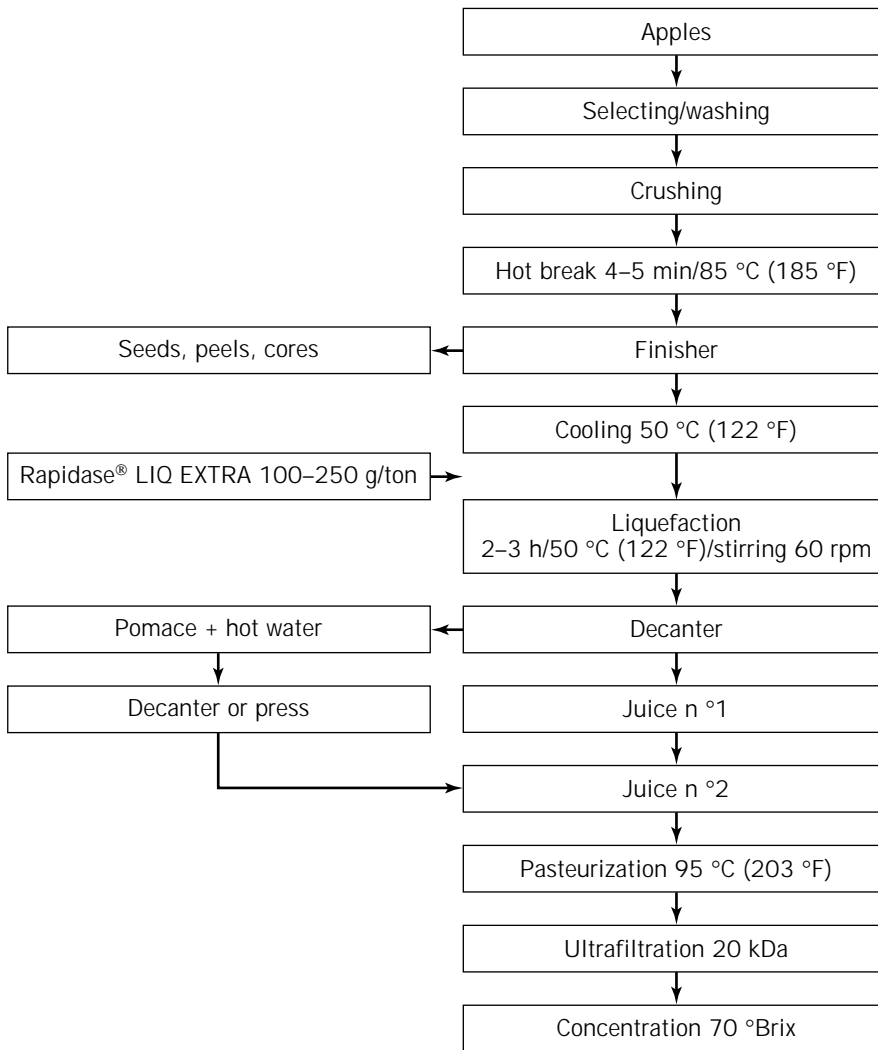 Apples
Selecting/washing
Crushing
Hot break 4–5 min/85 °C (185 °F)
Seeds, peels, cores
Finisher
Cooling 50 °C (122 °F)
Rapidase® LIQ EXTRA 100–250 g/ton
Liquefaction
2–3 h/50 °C (122 °F)/stirring 60 rpm
Pomace + hot water
Decanter
Decanter or press
Juice n °1
Juice n °2
Pasteurization 95 °C (203 °F)
Ultrafiltration 20 kDa
Concentration 70 °Brix